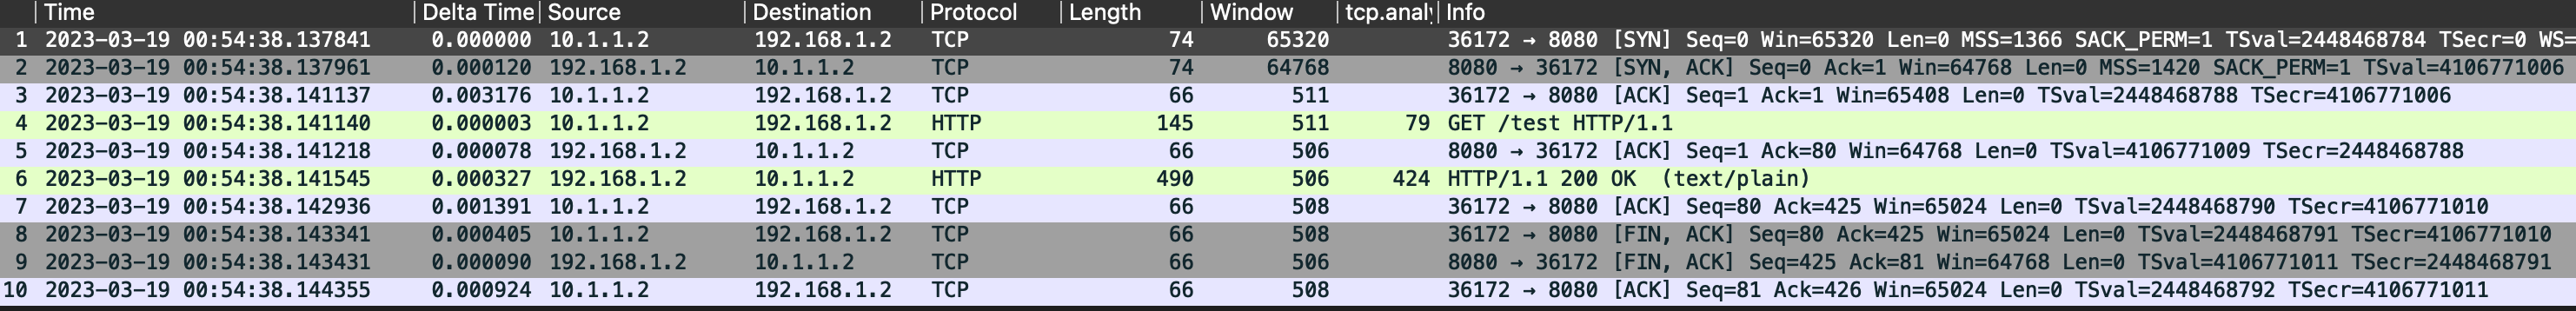 Time Delta Time Source Destination Protocol Length Window tcp.anal Info
1 2023-03-19 00:54:38.137841 0.000000 10.1.1.2 192.168.1.2 TCP 74 65320 36172 → 8080 [SYN] Seq=0 Win=65320 Len=0 MSS=1366 SACK_PERM=1 TSval=2448468784 TSecr=0 WS=
2 2023-03-19 00:54:38.137961 0.000120 192.168.1.2 10.1.1.2 TCP 74 64768 8080 → 36172 [SYN, ACK] Seq=0 Ack=1 Win=64768 Len=0 MSS=1420 SACK_PERM=1 TSval=4106771006
3 2023-03-19 00:54:38.141137 0.003176 10.1.1.2 192.168.1.2 TCP 66 511 36172 → 8080 [ACK] Seq=1 Ack=1 Win=65408 Len=0 TSval=2448468788 TSecr=4106771006
4 2023-03-19 00:54:38.141140 0.000003 10.1.1.2 192.168.1.2 HTTP 145 511 79 GET /test HTTP/1.1
5 2023-03-19 00:54:38.141218 0.000078 192.168.1.2 10.1.1.2 TCP 66 506 8080 → 36172 [ACK] Seq=1 Ack=80 Win=64768 Len=0 TSval=4106771009 TSecr=2448468788
6 2023-03-19 00:54:38.141545 0.000327 192.168.1.2 10.1.1.2 HTTP 490 506 424 HTTP/1.1 200 OK (text/plain)
7 2023-03-19 00:54:38.142936 0.001391 10.1.1.2 192.168.1.2 TCP 66 508 36172 → 8080 [ACK] Seq=80 Ack=425 Win=65024 Len=0 TSval=2448468790 TSecr=4106771010
8 2023-03-19 00:54:38.143341 0.000405 10.1.1.2 192.168.1.2 TCP 66 508 36172 → 8080 [FIN, ACK] Seq=80 Ack=425 Win=65024 Len=0 TSval=2448468791 TSecr=4106771010
9 2023-03-19 00:54:38.143431 0.000090 192.168.1.2 10.1.1.2 TCP 66 506 8080 → 36172 [FIN, ACK] Seq=425 Ack=81 Win=64768 Len=0 TSval=4106771011 TSecr=2448468791
10 2023-03-19 00:54:38.144355 0.000924 10.1.1.2 192.168.1.2 TCP 66 508 36172 → 8080 [ACK] Seq=81 Ack=426 Win=65024 Len=0 TSval=2448468792 TSecr=4106771011